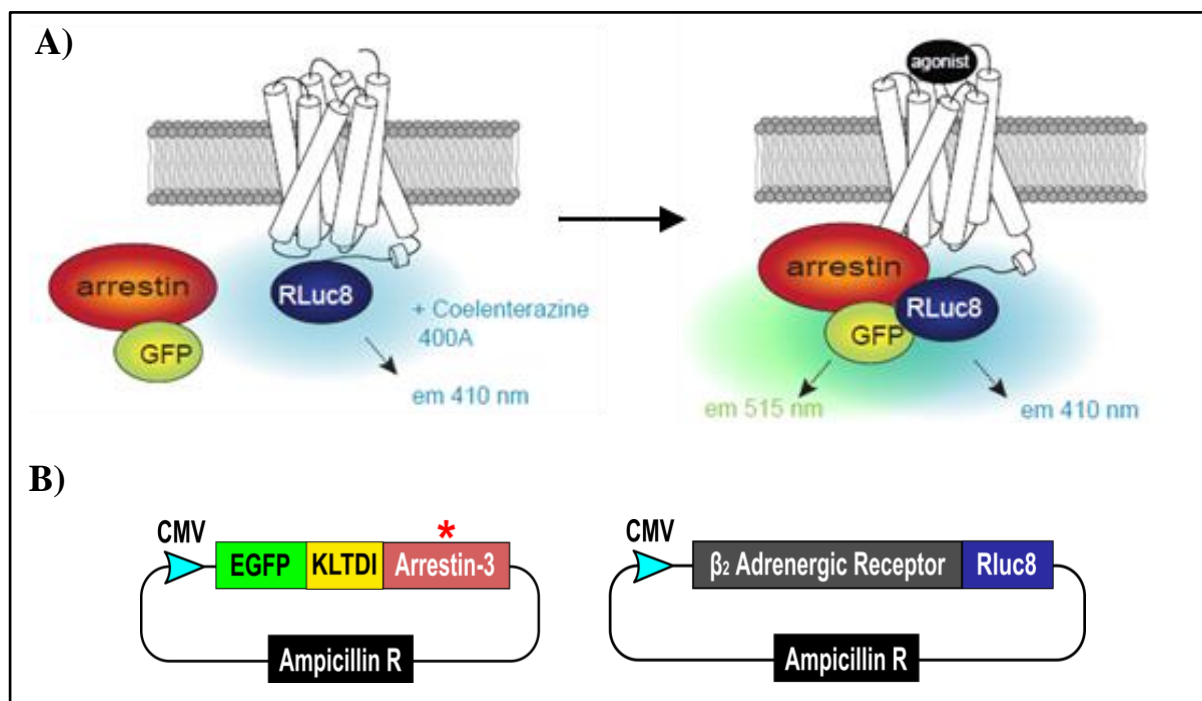 A)
agonist
arrestin
GFP
RLuc8
+ Coelenterazine
400A
em 410 nm
arrestin
GFP
RLuc8
em 515 nm
em 410 nm
B)
CMV
*
EGFP KLTDI Arrestin-3
Ampicillin R
CMV
β₂ Adrenergic Receptor Rluc8
Ampicillin R